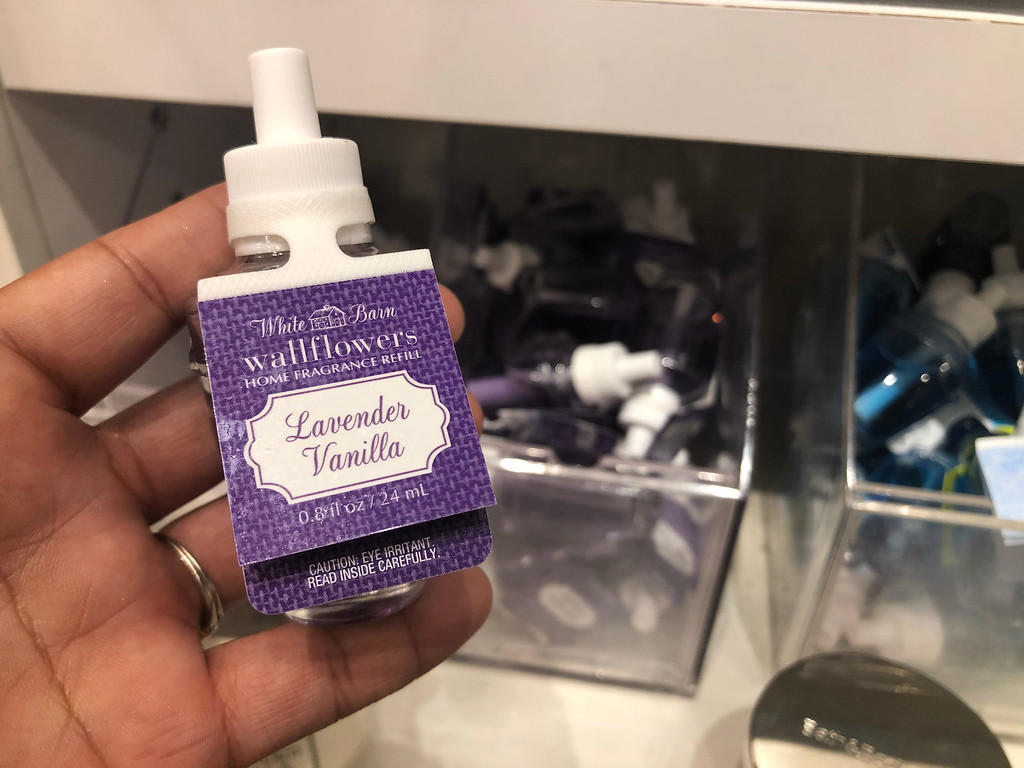 White Barn
wallflowers
HOME FRAGRANCE REFILL
Lavender
Vanilla
0.8 fl oz / 24 mL
CAUTION: EYE IRRITANT.
READ INSIDE CAREFULLY.